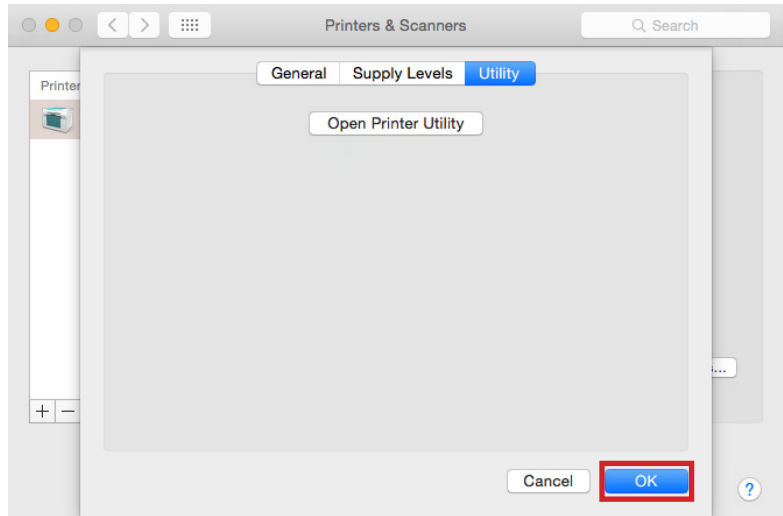 Printers & Scanners
Search
Printer
General Supply Levels Utility
Open Printer Utility
...
+ −
Cancel OK
?